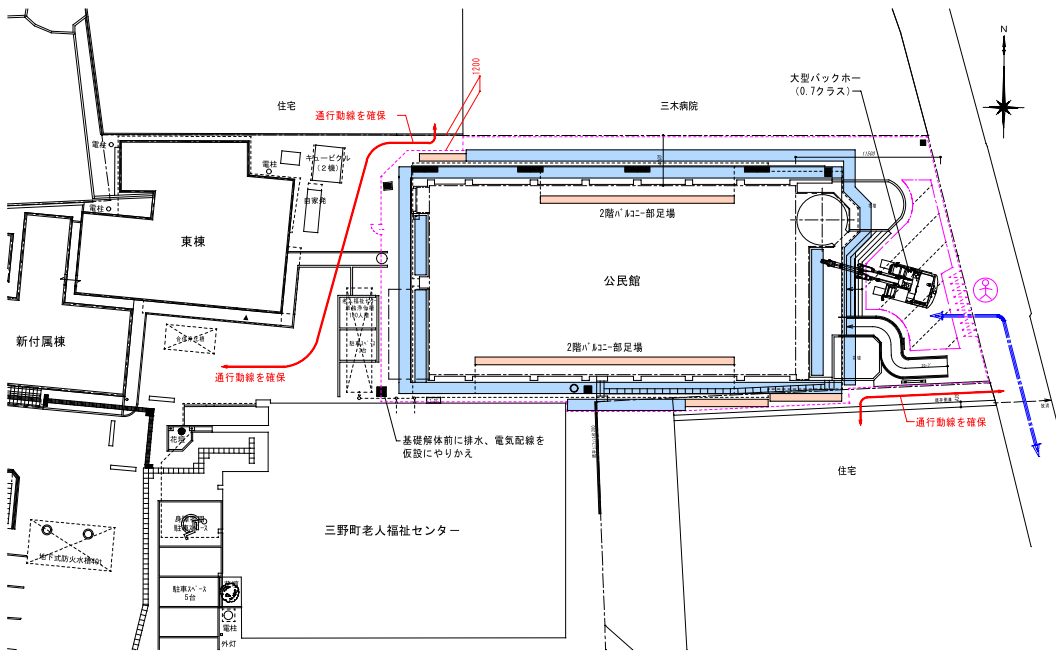 N
大型バックホー
(0.7クラス)
1200
住宅
三木病院
通行動線を確保
電柱
電柱
キュービクル
(2機)
自家発
電柱
2階バルコニー部足場
東棟
公民館
新付属棟
2階バルコニー部足場
通行動線を確保
通行動線を確保
花壇
基礎解体前に排水、電気配線を
仮設にやりかえ
住宅
三野町老人福祉センター
地下式防火水槽40t
駐車スペース
5台
電柱
外灯